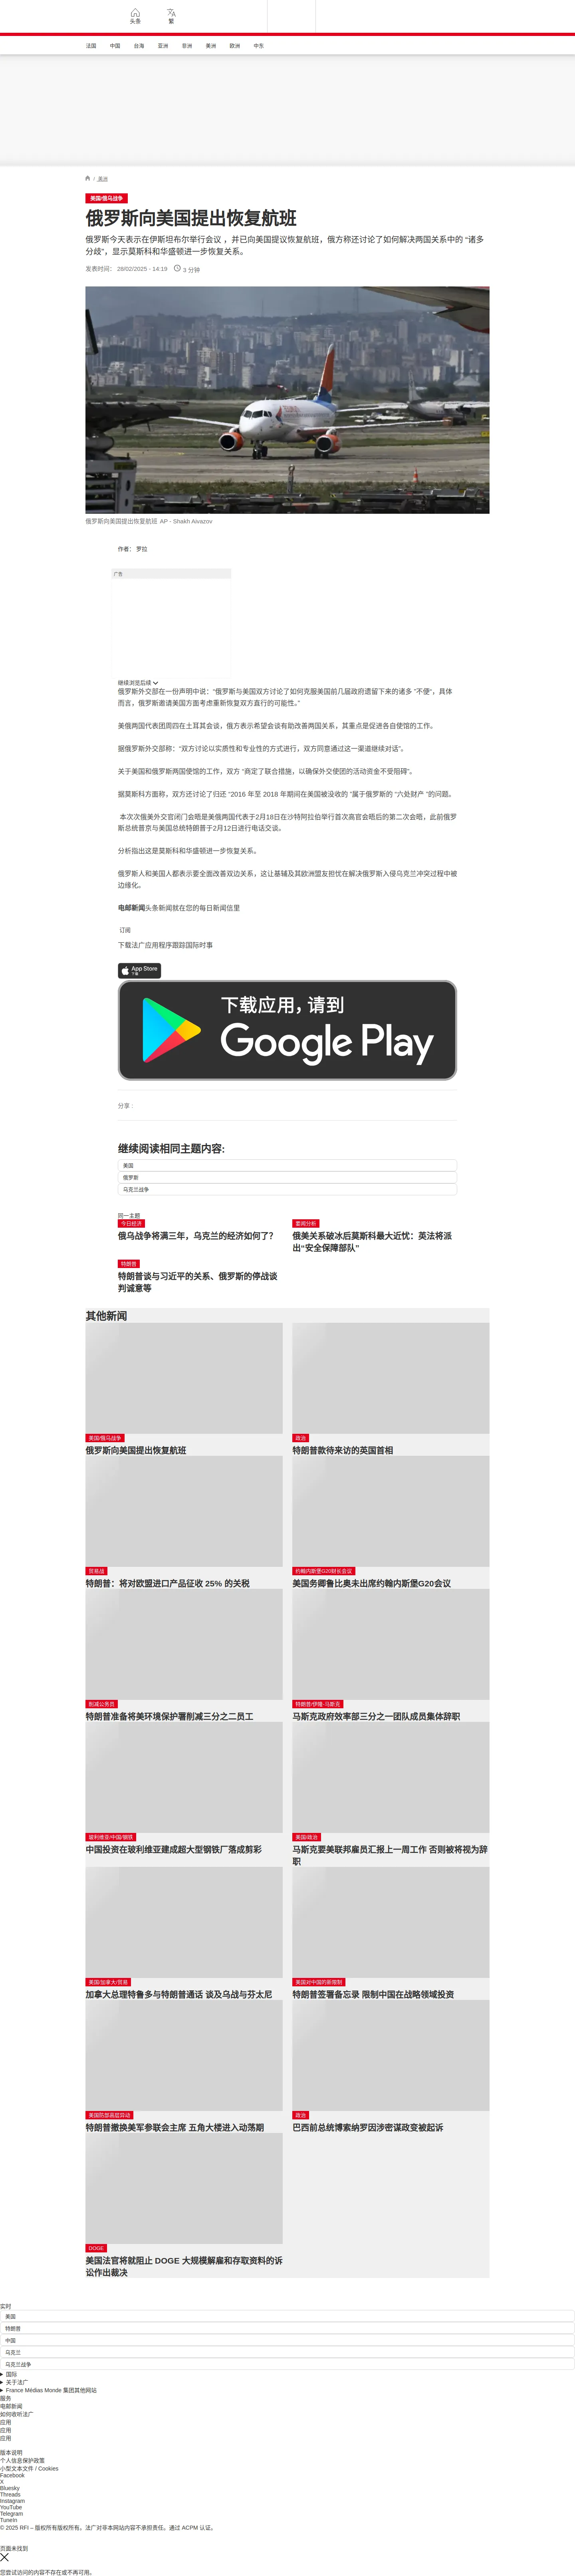 头条
繁
法国 中国 台海 亚洲 非洲 美洲 欧洲 中东
/ 美洲
美国/俄乌战争
俄罗斯向美国提出恢复航班
俄罗斯今天表示在伊斯坦布尔举行会议 ，并已向美国提议恢复航班，俄方称还讨论了如何解决两国关系中的 “诸多
分歧”，显示莫斯科和华盛顿进一步恢复关系。
发表时间： 28/02/2025 - 14:19 3 分钟
俄罗斯向美国提出恢复航班 AP - Shakh Aivazov
作者： 罗拉
广告
继续浏览后续
俄罗斯外交部在一份声明中说：“俄罗斯与美国双方讨论了如何克服美国前几届政府遗留下来的诸多 “不便”，具体
而言，俄罗斯邀请美国方面考虑重新恢复双方直行的可能性。”
美俄两国代表团周四在土耳其会谈，俄方表示希望会谈有助改善两国关系，其重点是促进各自使馆的工作。
据俄罗斯外交部称：“双方讨论以实质性和专业性的方式进行，双方同意通过这一渠道继续对话”。
关于美国和俄罗斯两国使馆的工作，双方 “商定了联合措施，以确保外交使团的活动资金不受阻碍”。
据莫斯科方面称，双方还讨论了归还 “2016 年至 2018 年期间在美国被没收的 ”属于俄罗斯的 “六处财产 ”的问题。
本次次俄美外交官闭门会晤是美俄两国代表于2月18日在沙特阿拉伯举行首次高官会晤后的第二次会晤，此前俄罗
斯总统普京与美国总统特朗普于2月12日进行电话交谈。
分析指出这是莫斯科和华盛顿进一步恢复关系。
俄罗斯人和美国人都表示要全面改善双边关系，这让基辅及其欧洲盟友担忧在解决俄罗斯入侵乌克兰冲突过程中被
边缘化。
电邮新闻头条新闻就在您的每日新闻信里
订阅
下载法广应用程序跟踪国际时事
App Store
下载
下载应用，请到
Google Play
分享 :
继续阅读相同主题内容:
美国
俄罗斯
乌克兰战争
同一主题
今日经济
俄乌战争将满三年，乌克兰的经济如何了？
要闻分析
俄美关系破冰后莫斯科最大近忧：英法将派
出“安全保障部队”
特朗普
特朗普谈与习近平的关系、俄罗斯的停战谈
判诚意等
其他新闻
美国/俄乌战争
俄罗斯向美国提出恢复航班
政治
特朗普款待来访的英国首相
贸易战
特朗普：将对欧盟进口产品征收 25% 的关税
约翰内斯堡G20财长会议
美国务卿鲁比奥未出席约翰内斯堡G20会议
削减公务员
特朗普准备将美环境保护署削减三分之二员工
特朗普/伊隆·马斯克
马斯克政府效率部三分之一团队成员集体辞职
玻利维亚/中国/钢铁
中国投资在玻利维亚建成超大型钢铁厂落成剪彩
美国/政治
马斯克要美联邦雇员汇报上一周工作 否则被将视为辞
职
美国/加拿大/贸易
加拿大总理特鲁多与特朗普通话 谈及乌战与芬太尼
美国对中国的新限制
特朗普签署备忘录 限制中国在战略领域投资
美国防部高层异动
特朗普撤换美军参联会主席 五角大楼进入动荡期
政治
巴西前总统博索纳罗因涉密谋政变被起诉
DOGE
美国法官将就阻止 DOGE 大规模解雇和存取资料的诉
讼作出裁决
实时
美国
特朗普
中国
乌克兰
乌克兰战争
国际
关于法广
France Médias Monde 集团其他网站
服务
电邮新闻
如何收听法广
应用
应用
应用
版本说明
个人信息保护政策
小型文本文件 / Cookies
Facebook
X
Bluesky
Threads
Instagram
YouTube
Telegram
TuneIn
© 2025 RFI – 版权所有版权所有。法广对非本网站内容不承担责任。通过 ACPM 认证。
页面未找到
您尝试访问的内容不存在或不再可用。